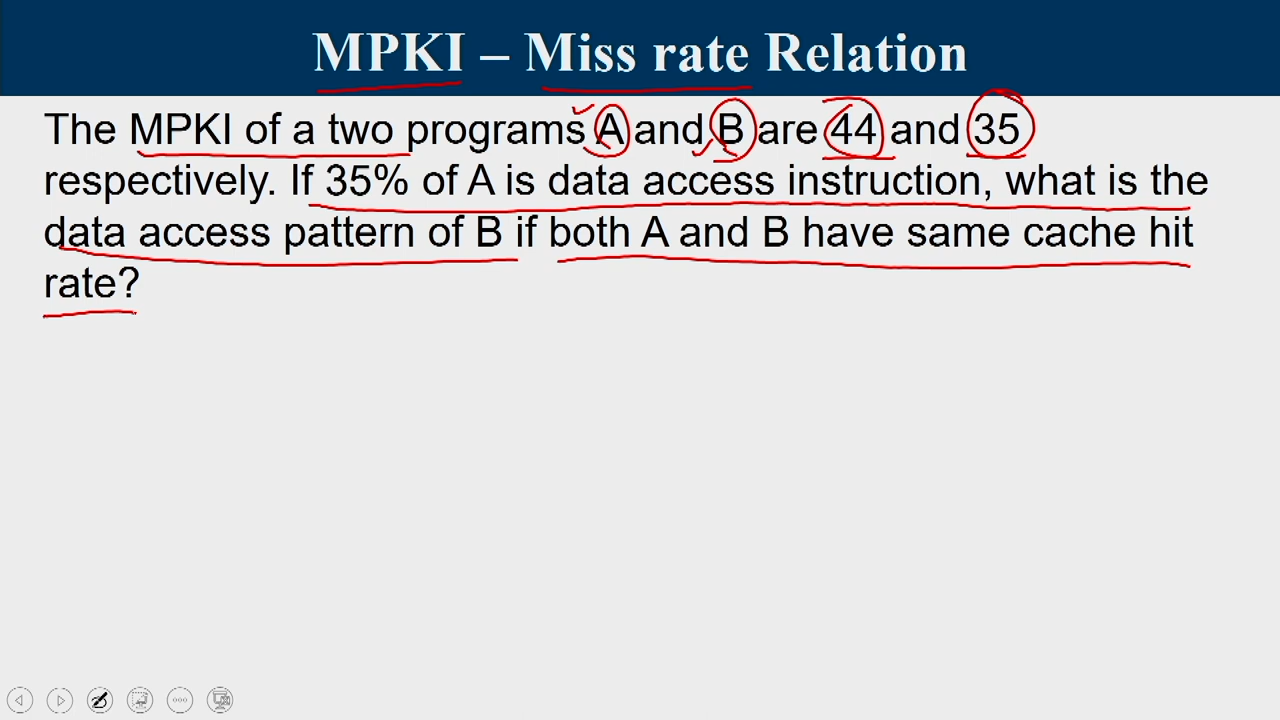 MPKI – Miss rate Relation
The MPKI of a two programs A and B are 44 and 35
respectively. If 35% of A is data access instruction, what is the
data access pattern of B if both A and B have same cache hit
rate?